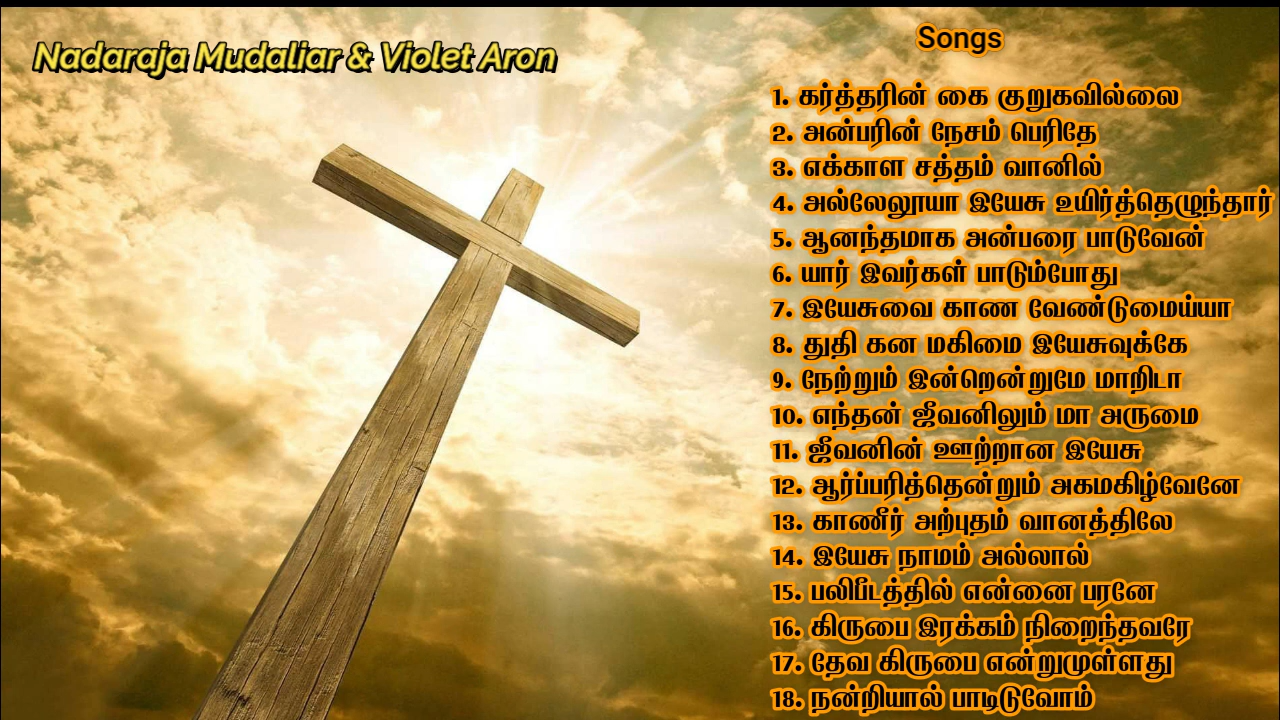 Nadaraja Mudaliar & Violet Aron
Songs
1. கர்த்தரின் கை குறுகவில்லை
2. அன்பரின் நேசம் பெரிதே
3. எக்காள சத்தம் வானில்
4. அல்லேலூயா இயேசு உயிர்த்தெழுந்தார்
5. ஆனந்தமாக அன்பரை பாடுவேன்
6. யார் இவர்கள் பாடும்போது
7. இயேசுவை காண வேண்டுமைய்யா
8. துதி கன மகிமை இயேசுவுக்கே
9. நேற்றும் இன்றென்றுமே மாறிடா
10. எந்தன் ஜீவனிலும் மா அருமை
11. ஜீவனின் ஊற்றான இயேசு
12. ஆர்ப்பரித்தென்றும் அகமகிழ்வேனே
13. காணீர் அற்புதம் வானத்திலே
14. இயேசு நாமம் அல்லால்
15. பலிபீடத்தில் என்னை பரனே
16. கிருபை இரக்கம் நிறைந்தவரே
17. தேவ கிருபை என்றுமுள்ளது
18. நன்றியால் பாடிடுவோம்